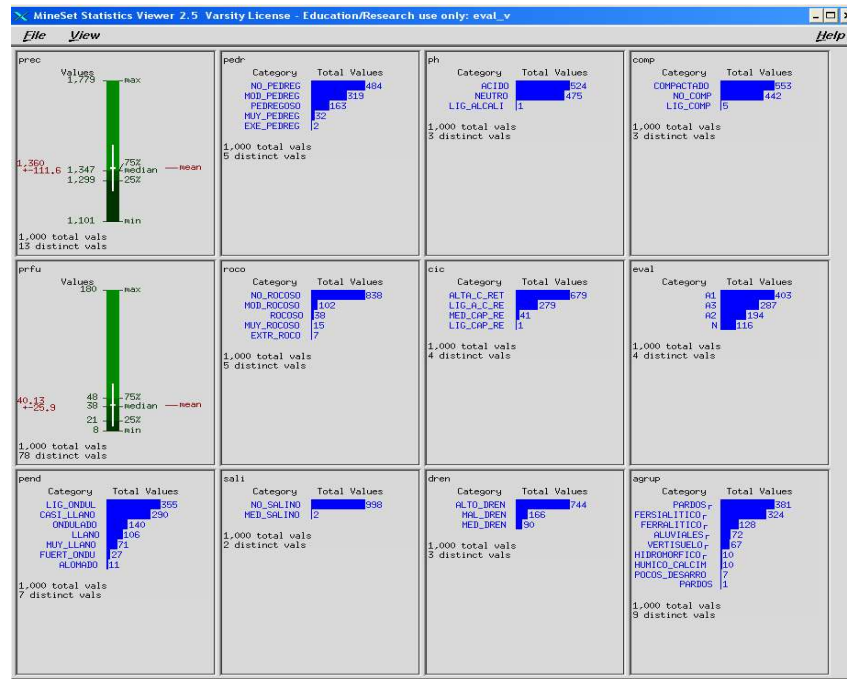 MineSet Statistics Viewer 2.5 Varsity License - Education/Research use only: eval_v
File View Help
prec
Values
1,779 max
75%
1,360 +-111.6 1,347 median mean
1,299 25%
1,101 min
1,000 total vals
13 distinct vals
pedr
Category Total Values
NO_PEDREG 484
MOD_PEDREG 319
PEDREGOSO 163
MUY_PEDREG 32
EXE_PEDREG 2
1,000 total vals
5 distinct vals
ph
Category Total Values
ACIDO 524
NEUTRO 475
LIG_ALCALI 1
1,000 total vals
3 distinct vals
comp
Category Total Values
COMPACTADO 553
NO_COMP 442
LIG_COMP 5
1,000 total vals
3 distinct vals
prfu
Values
180 max
48 75%
40.13 +-25.9 38 median mean
21 25%
8 min
1,000 total vals
78 distinct vals
roco
Category Total Values
NO_ROCOSO 838
MOD_ROCOSO 102
ROCOSO 38
MUY_ROCOSO 15
EXTR_ROCO 7
1,000 total vals
5 distinct vals
cic
Category Total Values
ALTA_C_RET 679
LIG_A_C_RE 279
MED_CAP_RE 41
LIG_CAP_RE 1
1,000 total vals
4 distinct vals
eval
Category Total Values
A1 403
A3 287
A2 194
N 116
1,000 total vals
4 distinct vals
pend
Category Total Values
LIG_ONDUL 355
CASI_LLANO 290
ONDULADO 140
LLANO 106
MUY_LLANO 71
FUERT_ONDU 27
ALOMADO 11
1,000 total vals
7 distinct vals
sali
Category Total Values
NO_SALINO 998
MED_SALINO 2
1,000 total vals
2 distinct vals
dren
Category Total Values
ALTO_DREN 744
MAL_DREN 166
MED_DREN 90
1,000 total vals
3 distinct vals
agrup
Category Total Values
PARDOS┌ 381
FERSIALITICO┌ 324
FERRALITICO┌ 128
ALUVIALES┌ 72
VERTISUELO┌ 67
HIDROMORFICO┌ 10
HUMICO_CALCIM 10
POCOS_DESARRO 7
PARDOS 1
1,000 total vals
9 distinct vals